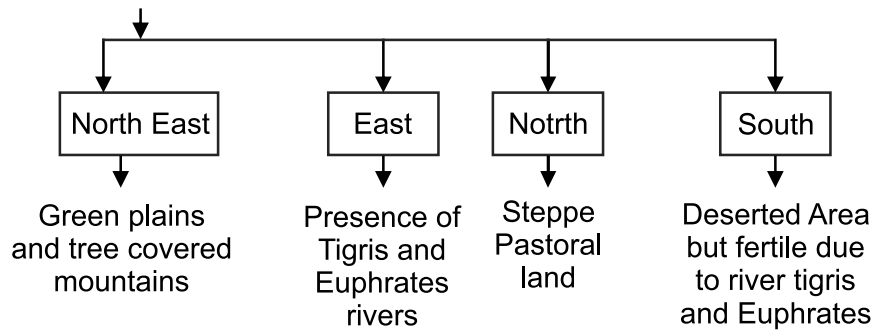 North East
East
Notrth
South
Green plains
and tree covered
mountains
Presence of
Tigris and
Euphrates
rivers
Steppe
Pastoral
land
Deserted Area
but fertile due
to river tigris
and Euphrates